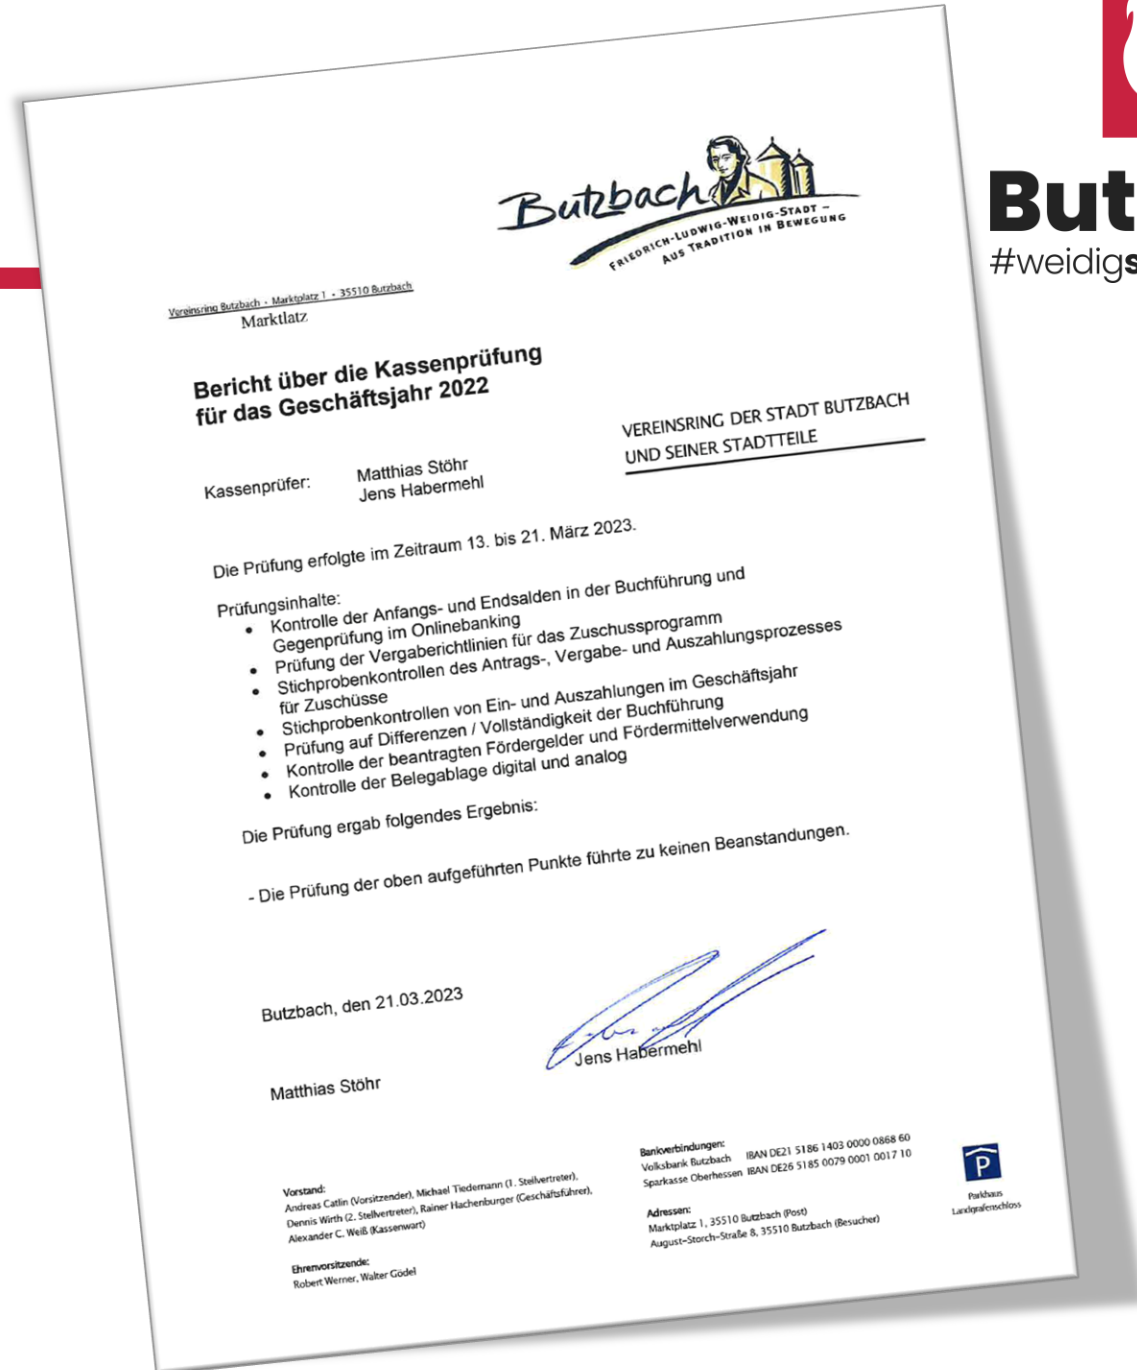 But
#weidigs
Butzbach
FRIEDRICH-LUDWIG-WEIDIG-STADT –
AUS TRADITION IN BEWEGUNG
Vereinsring Butzbach - Marktplatz 1 - 35510 Butzbach
Marktlatz
Bericht über die Kassenprüfung
für das Geschäftsjahr 2022
VEREINSRING DER STADT BUTZBACH
UND SEINER STADTTEILE
Kassenprüfer: Matthias Stöhr
Jens Habermehl
Die Prüfung erfolgte im Zeitraum 13. bis 21. März 2023.
Prüfungsinhalte:
• Kontrolle der Anfangs- und Endsalden in der Buchführung und
Gegenprüfung im Onlinebanking
• Prüfung der Vergaberichtlinien für das Zuschussprogramm
• Stichprobenkontrollen des Antrags-, Vergabe- und Auszahlungsprozesses
für Zuschüsse
• Stichprobenkontrollen von Ein- und Auszahlungen im Geschäftsjahr
• Prüfung auf Differenzen / Vollständigkeit der Buchführung
• Kontrolle der beantragten Fördergelder und Fördermittelverwendung
• Kontrolle der Belegablage digital und analog
Die Prüfung ergab folgendes Ergebnis:
- Die Prüfung der oben aufgeführten Punkte führte zu keinen Beanstandungen.
Butzbach, den 21.03.2023
Jens Habermehl
Matthias Stöhr
Vorstand:
Andreas Catlin (Vorsitzender), Michael Tiedemann (1. Stellvertreter),
Dennis Wirth (2. Stellvertreter), Rainer Hachenburger (Geschäftsführer),
Alexander C. Weiß (Kassenwart)
Ehrenvorsitzende:
Robert Werner, Walter Gödel
Bankverbindungen:
Volksbank Butzbach IBAN DE21 5186 1403 0000 0868 60
Sparkasse Oberhessen IBAN DE26 5185 0079 0001 0017 10
Adressen:
Marktplatz 1, 35510 Butzbach (Post)
August-Storch-Straße 8, 35510 Butzbach (Besucher)
P
Parkhaus
Landgrafenschloss